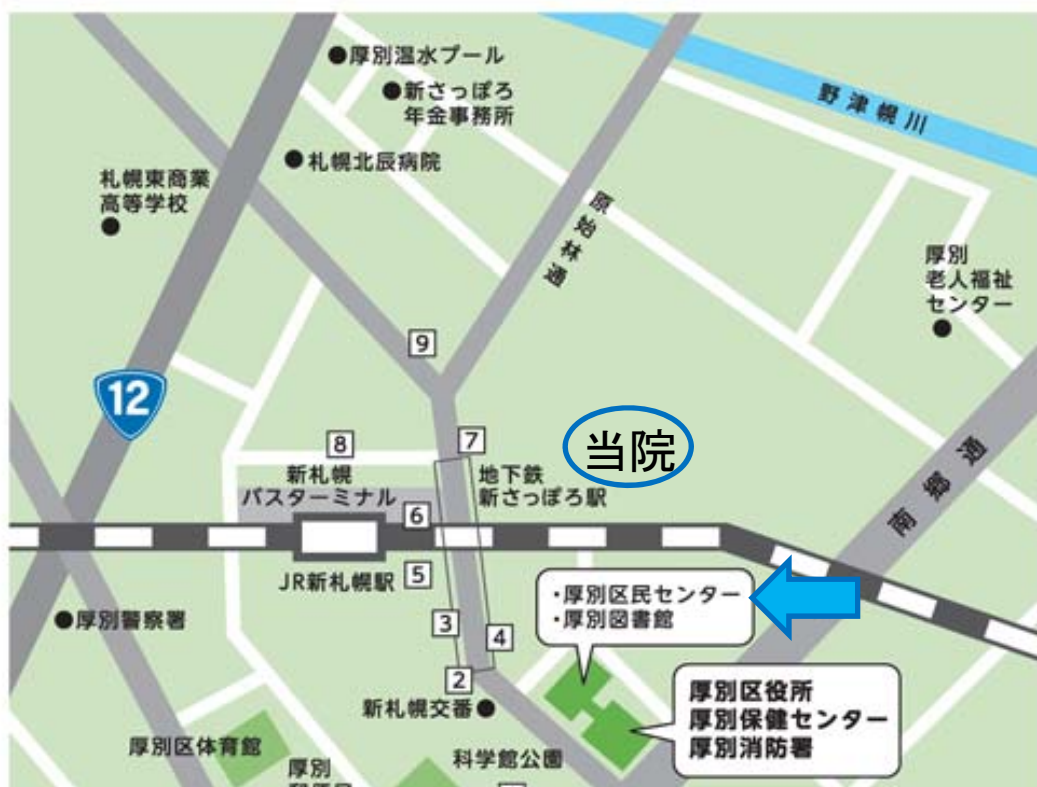 厚別温水プール
新さっぽろ
年金事務所
札幌北辰病院
札幌東商業
高等学校
野津幌川
原始林通
厚別
老人福祉
センター
9
12
当院
8
7
新札幌
バスターミナル
地下鉄
新さっぽろ駅
6
南郷通
JR新札幌駅
5
・厚別区民センター
・厚別図書館
厚別警察署
3
4
2
新札幌交番
厚別区役所
厚別保健センター
厚別消防署
厚別区体育館
科学館公園
厚別